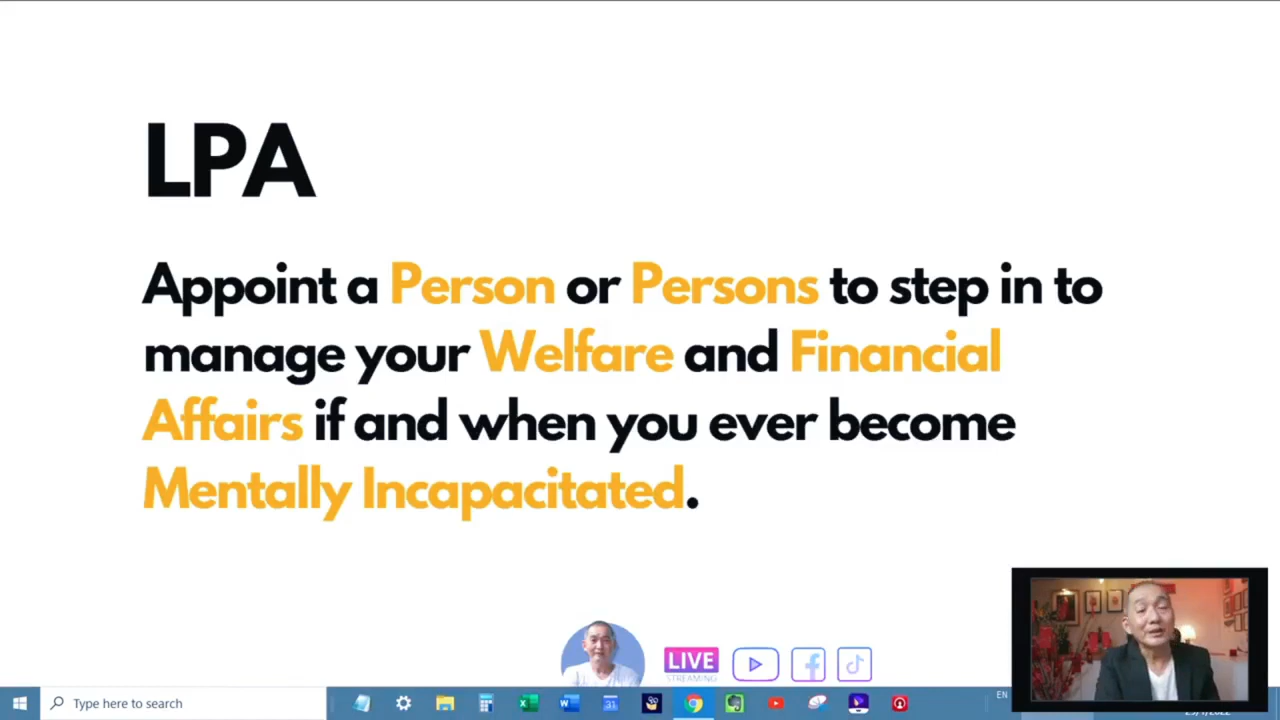 LPA
Appoint a Person or Persons to step in to
manage your Welfare and Financial
Affairs if and when you ever become
Mentally Incapacitated.
LIVE
STREAMING
Type here to search
EN